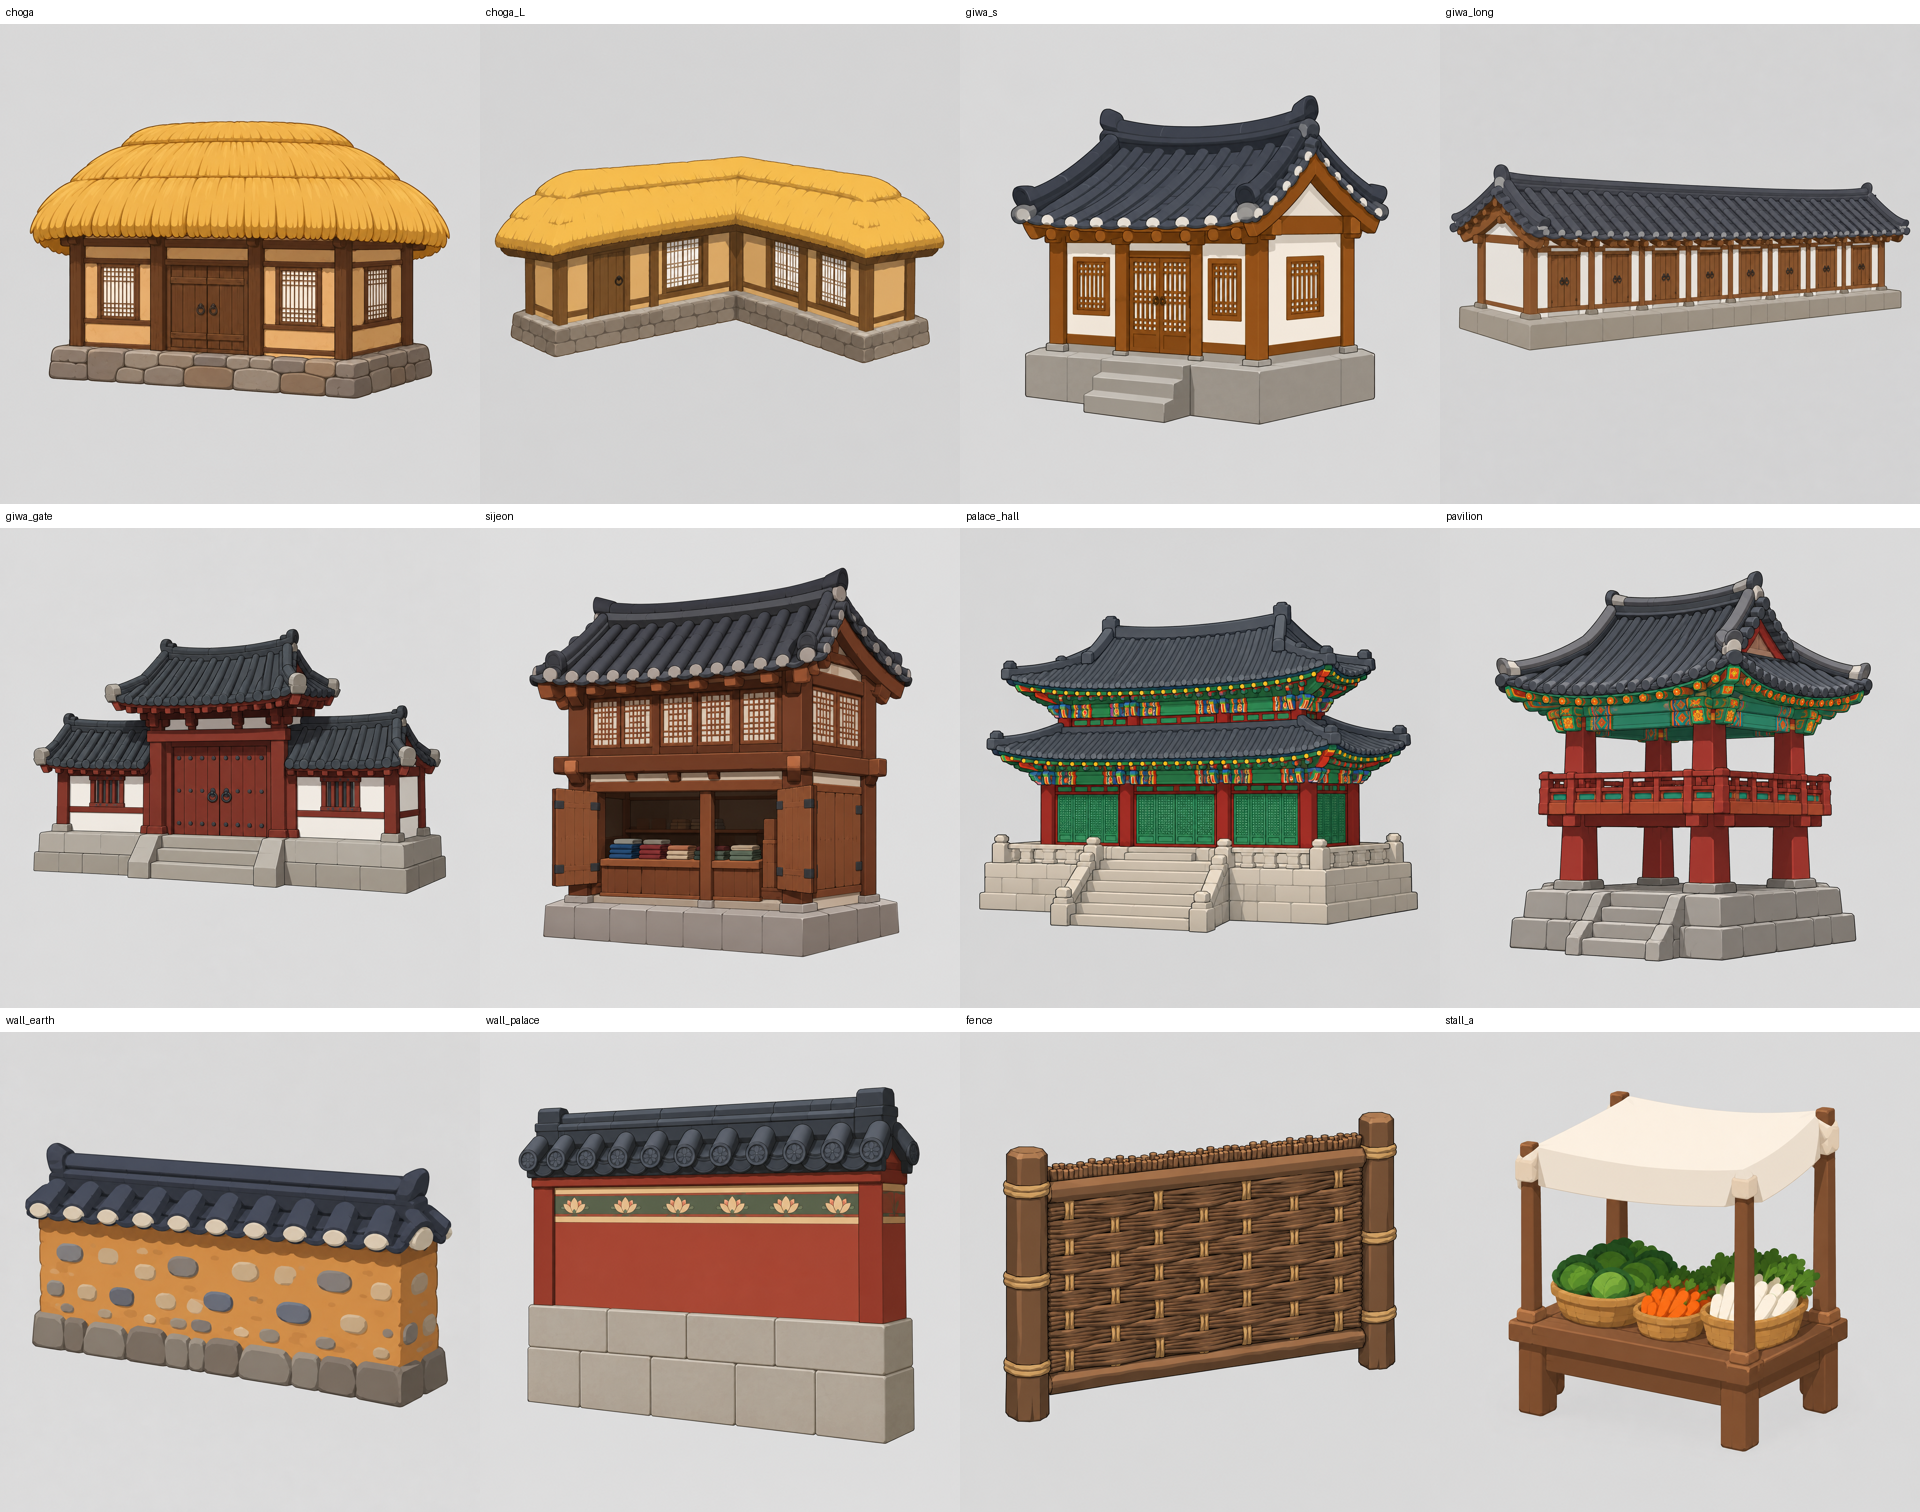 choga
choga_L
giwa_s
giwa_long
giwa_gate
sijeon
palace_hall
pavilion
wall_earth
wall_palace
fence
stall_a